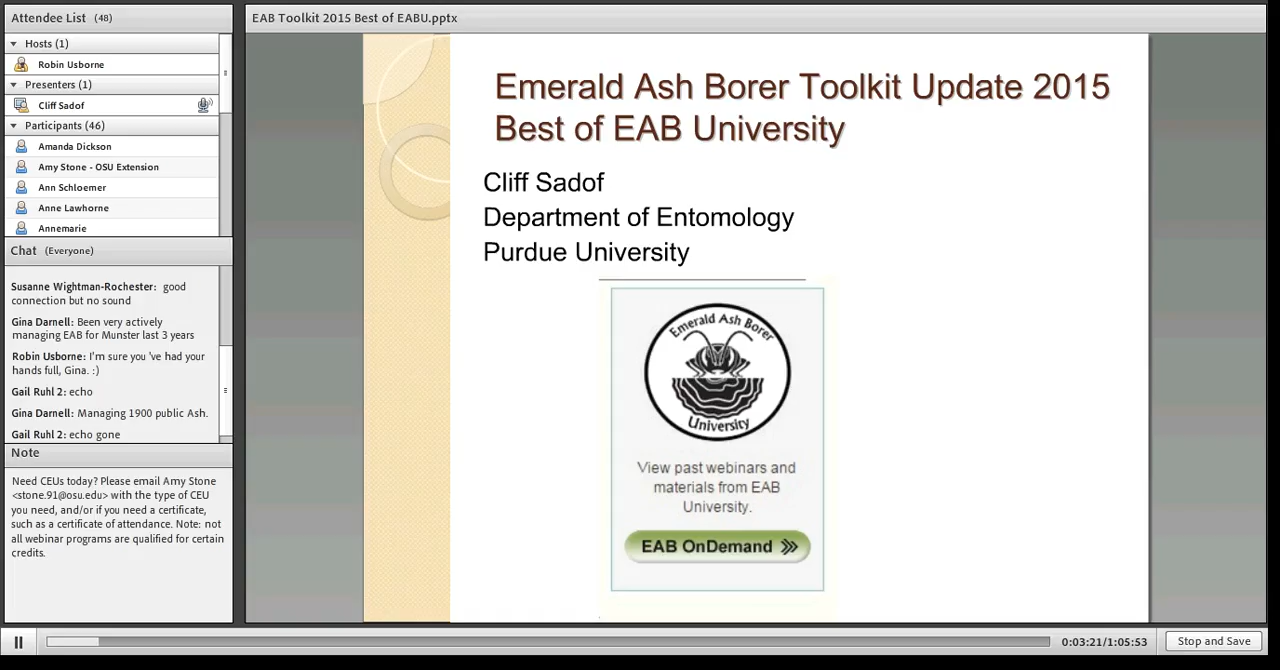 Attendee List (48)
Hosts (1)
Robin Usborne
Presenters (1)
Cliff Sadof
Participants (46)
Amanda Dickson
Amy Stone - OSU Extension
Ann Schloemer
Anne Lawhorne
Annemarie
Chat (Everyone)
Susanne Wightman-Rochester: good
connection but no sound
Gina Darnell: Been very actively
managing EAB for Munster last 3 years
Robin Usborne: I'm sure you 've had your
hands full, Gina. :)
Gail Ruhl 2: echo
Gina Darnell: Managing 1900 public Ash.
Gail Ruhl 2: echo gone
Note
Need CEUs today? Please email Amy Stone
<stone.91@osu.edu> with the type of CEU
you need, and/or if you need a certificate,
such as a certificate of attendance. Note: not
all webinar programs are qualified for certain
credits.
EAB Toolkit 2015 Best of EABU.pptx
Emerald Ash Borer Toolkit Update 2015
Best of EAB University
Cliff Sadof
Department of Entomology
Purdue University
Emerald Ash Borer
University
View past webinars and
materials from EAB
University.
EAB OnDemand
0:03:21/1:05:53
Stop and Save